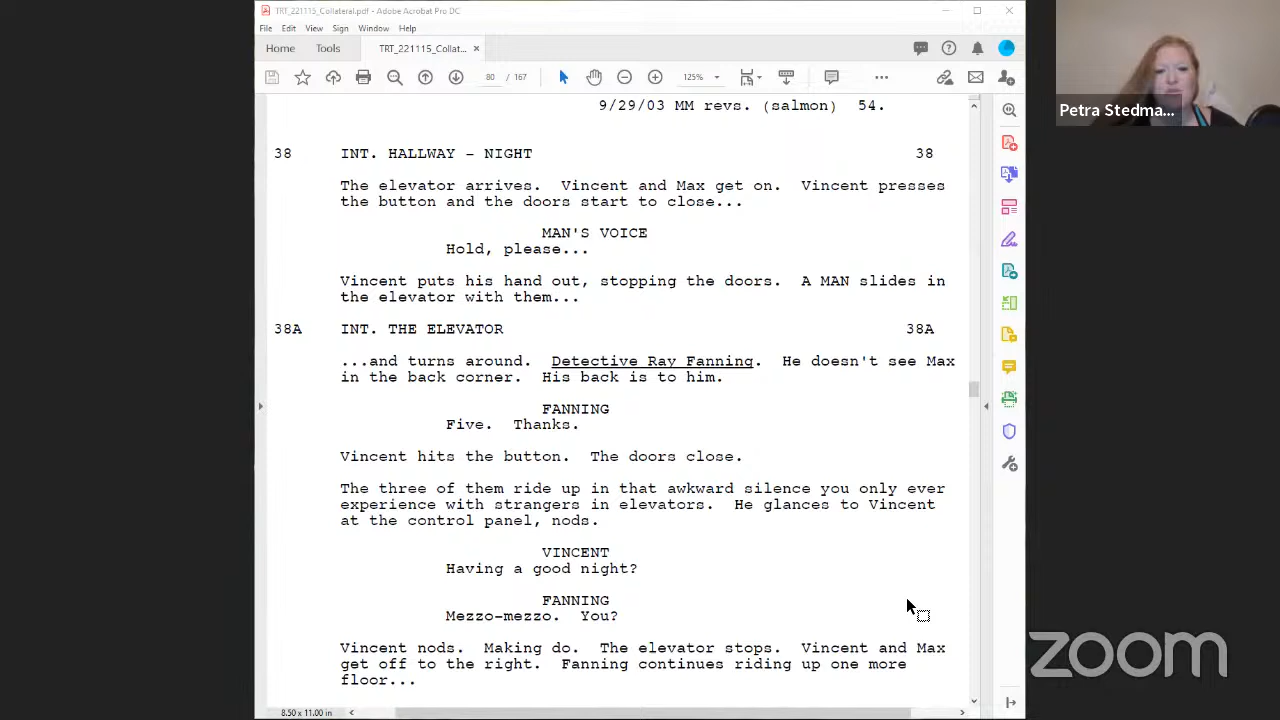 TRT_221115_Collateral.pdf - Adobe Acrobat Pro DC
File Edit View Sign Window Help
Home Tools TRT_221115_Collat... ×
80 / 167 125%
Petra Stedma...
9/29/03 MM revs. (salmon) 54.
38 INT. HALLWAY - NIGHT 38
The elevator arrives. Vincent and Max get on. Vincent presses
the button and the doors start to close...
MAN'S VOICE
Hold, please...
Vincent puts his hand out, stopping the doors. A MAN slides in
the elevator with them...
38A INT. THE ELEVATOR 38A
...and turns around. Detective Ray Fanning. He doesn't see Max
in the back corner. His back is to him.
FANNING
Five. Thanks.
Vincent hits the button. The doors close.
The three of them ride up in that awkward silence you only ever
experience with strangers in elevators. He glances to Vincent
at the control panel, nods.
VINCENT
Having a good night?
FANNING
Mezzo-mezzo. You?
Vincent nods. Making do. The elevator stops. Vincent and Max
get off to the right. Fanning continues riding up one more
floor...
8.50 x 11.00 in
zoom